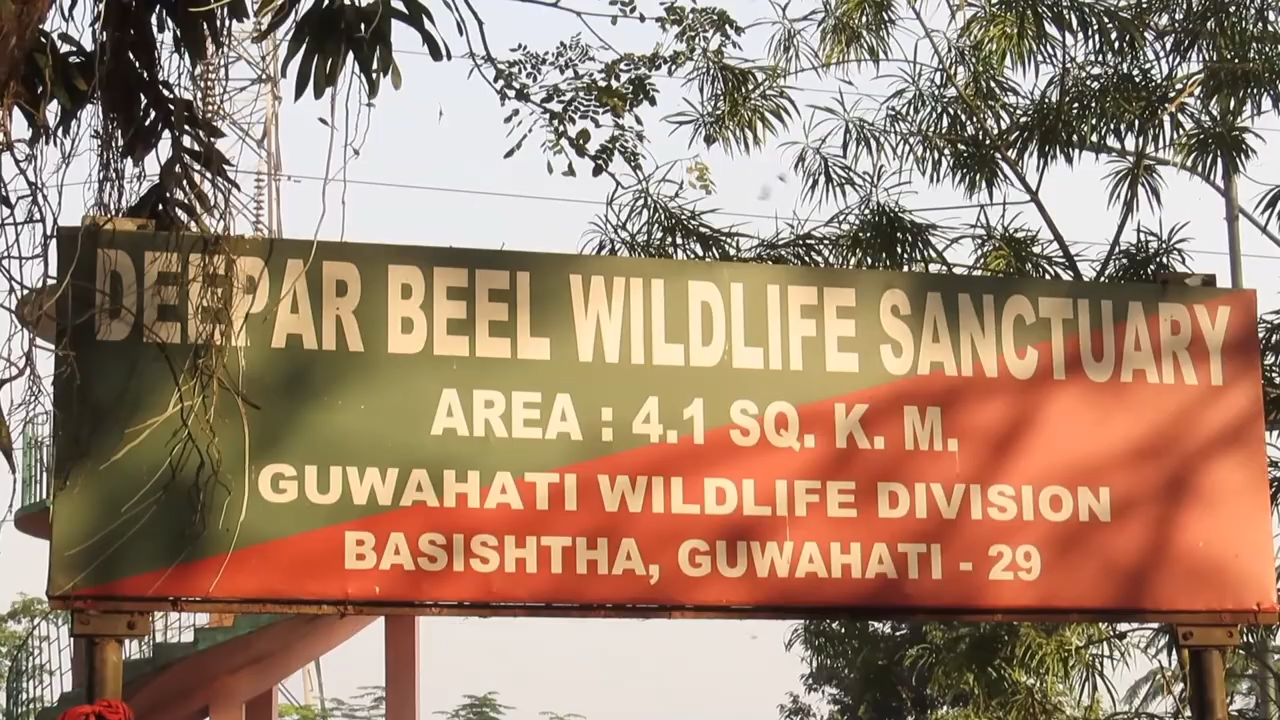 DEEPAR BEEL WILDLIFE SANCTUARY
AREA : 4.1 SQ. K. M.
GUWAHATI WILDLIFE DIVISION
BASISHTHA, GUWAHATI - 29